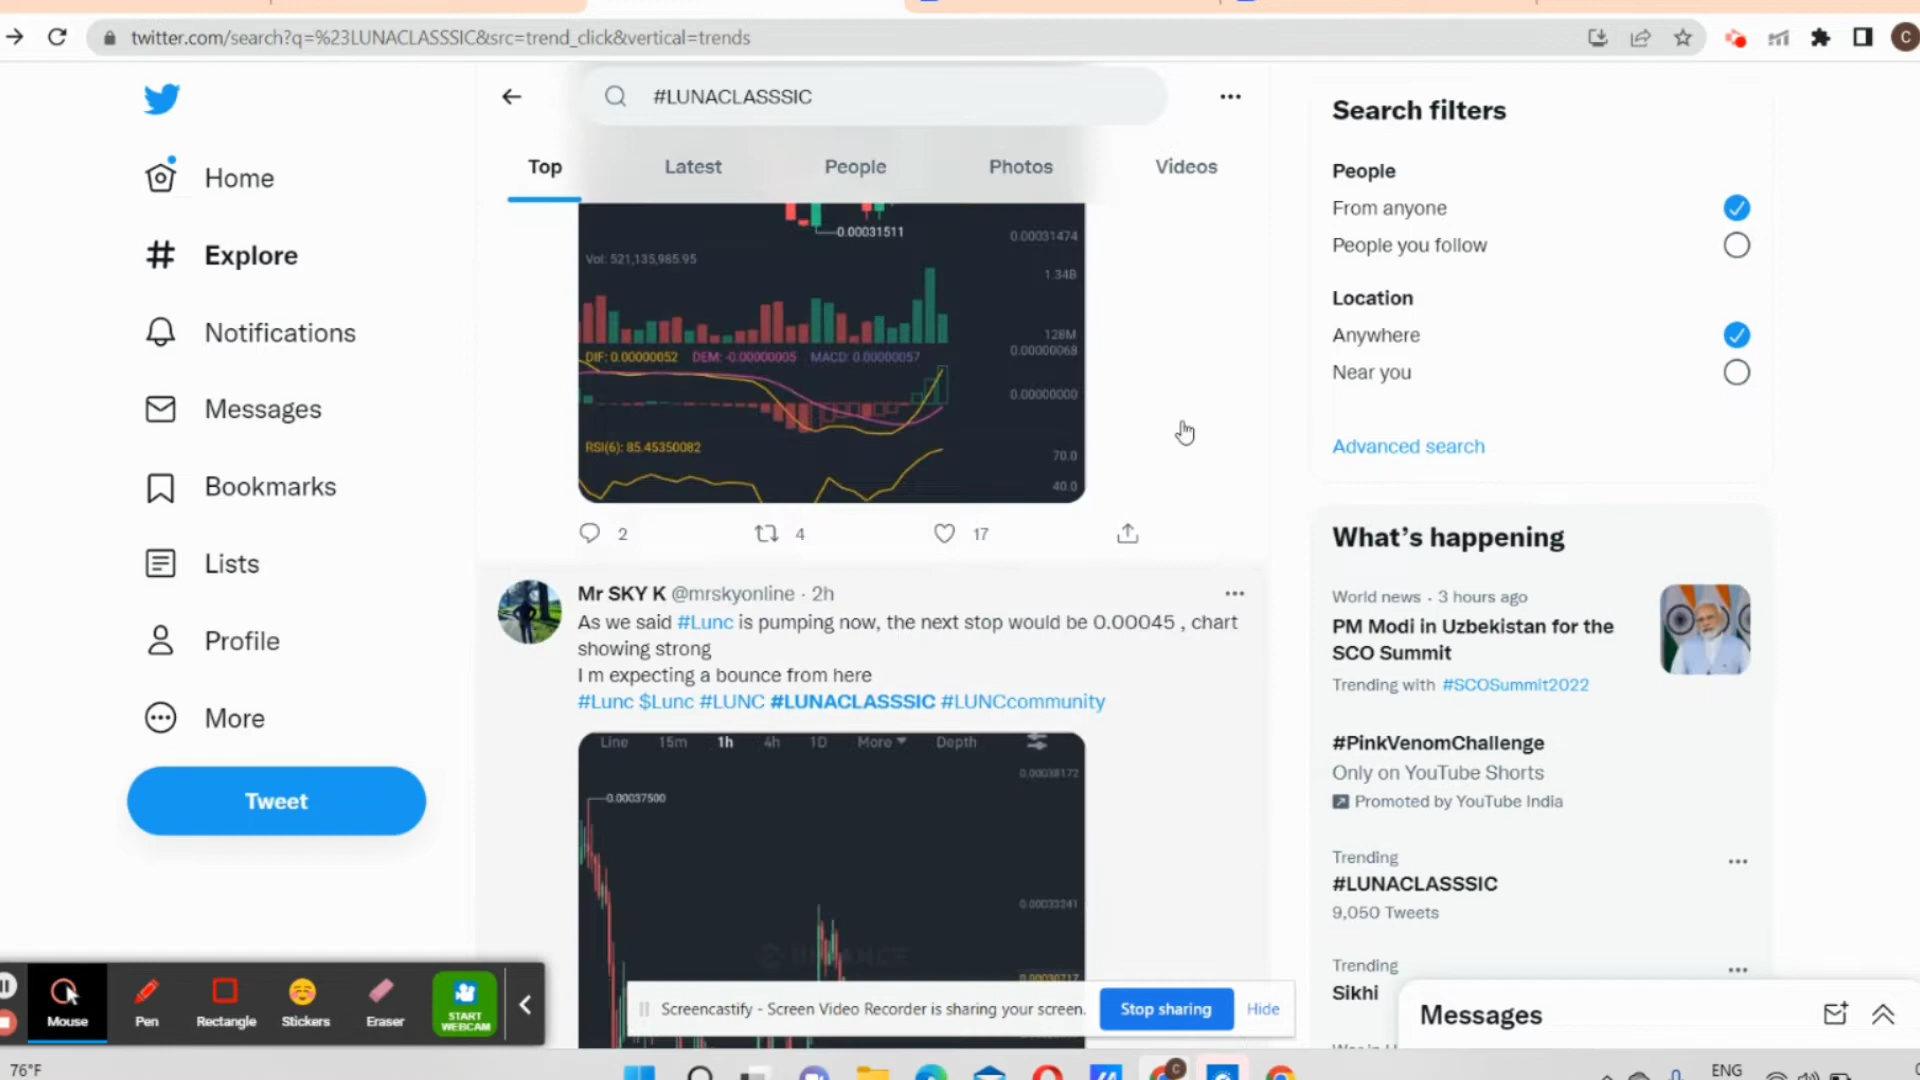 twitter.com/search?q=%23LUNACLASSSIC&src=trend_click&vertical=trends
C
Home
Explore
Notifications
Messages
Bookmarks
Lists
Profile
More
Tweet
#LUNACLASSSIC
Top
Latest
People
Photos
Videos
0.00031511
0.00031474
Vol: 521,135,985.95
1.34B
128M
0.00000068
DIF: 0.00000052 DEM: -0.00000005 MACD: 0.00000057
0.00000000
RSI(6): 85.45350082
70.0
40.0
2
4
17
Mr SKY K @mrskyonline · 2h
As we said #Lunc is pumping now, the next stop would be 0.00045 , chart
showing strong
I m expecting a bounce from here
#Lunc $Lunc #LUNC #LUNACLASSSIC #LUNCcommunity
Line 15m 1h 4h 1D More Depth
0.00038172
0.00037500
0.00033241
BINANCE
0.00030717
Search filters
People
From anyone
People you follow
Location
Anywhere
Near you
Advanced search
What's happening
World news · 3 hours ago
PM Modi in Uzbekistan for the
SCO Summit
Trending with #SCOSummit2022
#PinkVenomChallenge
Only on YouTube Shorts
Promoted by YouTube India
Trending
#LUNACLASSSIC
9,050 Tweets
Trending
Sikhi
Messages
Mouse
Pen
Rectangle
Stickers
Eraser
START
WEBCAM
Screencastify - Screen Video Recorder is sharing your screen.
Stop sharing
Hide
76°F
C
ENG